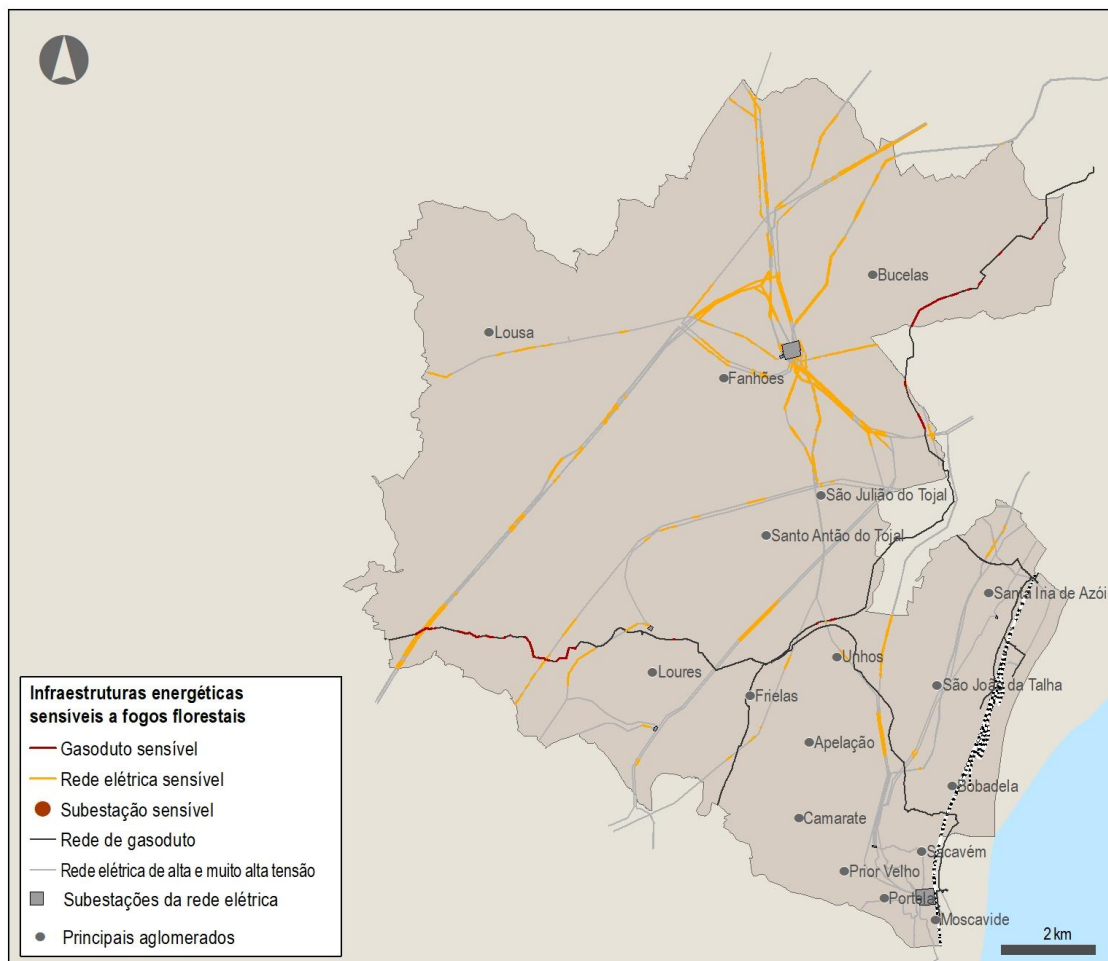 Bucelas
Lousa
Fanhões
São Julião do Tojal
Santo Antão do Tojal
Santa Iria de Azói
Unhos
Loures
São João da Talha
Frielas
Apelação
Bobadela
Camarate
Sacavém
Prior Velho
Portela
Moscavide
2 km
Infraestruturas energéticas
sensíveis a fogos florestais
Gasoduto sensível
Rede elétrica sensível
Subestação sensível
Rede de gasoduto
Rede elétrica de alta e muito alta tensão
Subestações da rede elétrica
Principais aglomerados